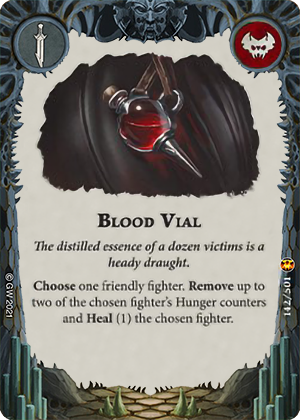 BLOOD VIAL
The distilled essence of a dozen victims is a
heady draught.
Choose one friendly fighter. Remove up to
two of the chosen fighter's Hunger counters
and Heal (1) the chosen fighter.
© GW 2021
142/501